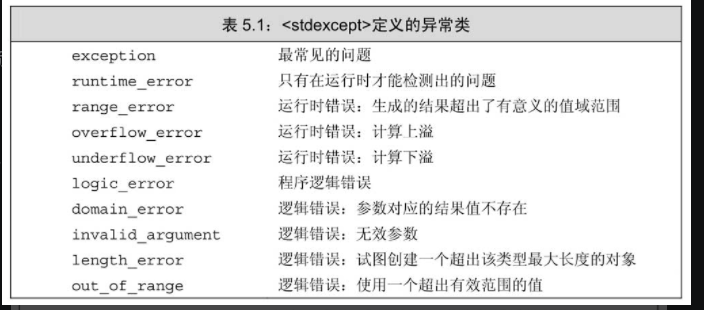 表 5.1：<stdexcept>定义的异常类
exception 最常见的问题
runtime_error 只有在运行时才能检测出的问题
range_error 运行时错误：生成的结果超出了有意义的值域范围
overflow_error 运行时错误：计算上溢
underflow_error 运行时错误：计算下溢
logic_error 程序逻辑错误
domain_error 逻辑错误：参数对应的结果值不存在
invalid_argument 逻辑错误：无效参数
length_error 逻辑错误：试图创建一个超出该类型最大长度的对象
out_of_range 逻辑错误：使用一个超出有效范围的值